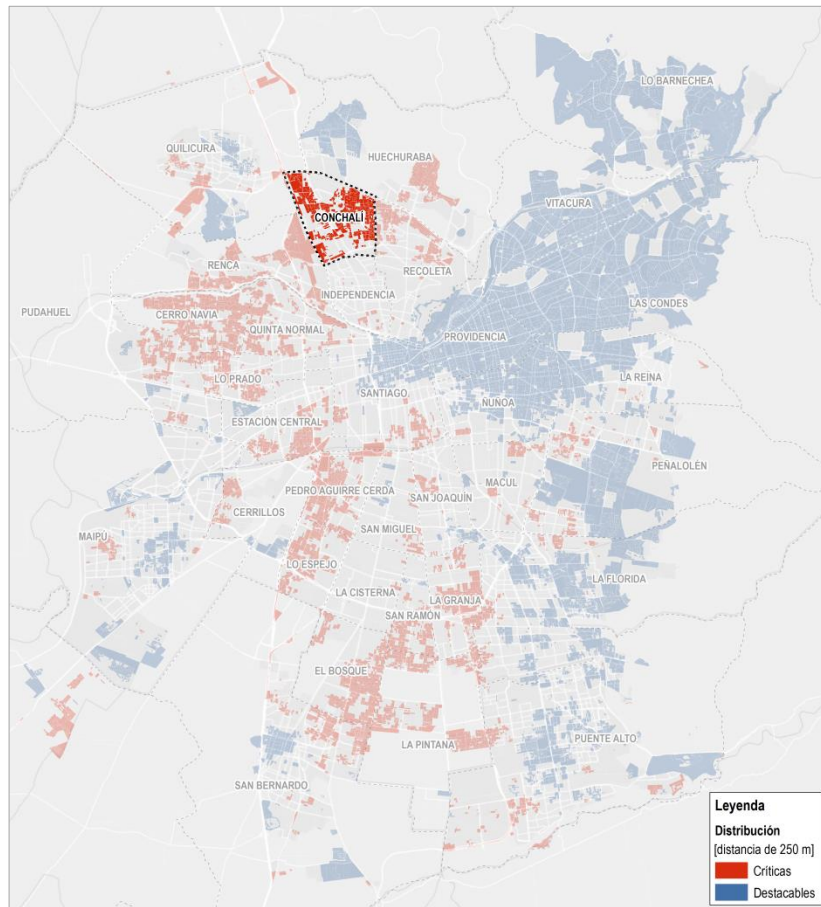 LO BARNECHEA
QUILICURA
HUECHURABA
VITACURA
CONCHALÍ
RENCA
RECOLETA
INDEPENDENCIA
LAS CONDES
PUDAHUEL
CERRO NAVIA
QUINTA NORMAL
PROVIDENCIA
LO PRADO
LA REINA
SANTIAGO
ÑUÑOA
ESTACIÓN CENTRAL
PEÑALOLÉN
PEDRO AGUIRRE CERDA
SAN JOAQUÍN
MACUL
CERRILLOS
SAN MIGUEL
MAIPÚ
LO ESPEJO
LA FLORIDA
LA CISTERNA
LA GRANJA
SAN RAMÓN
EL BOSQUE
PUENTE ALTO
LA PINTANA
SAN BERNARDO
Leyenda
Distribución
[distancia de 250 m]
Críticas
Destacables